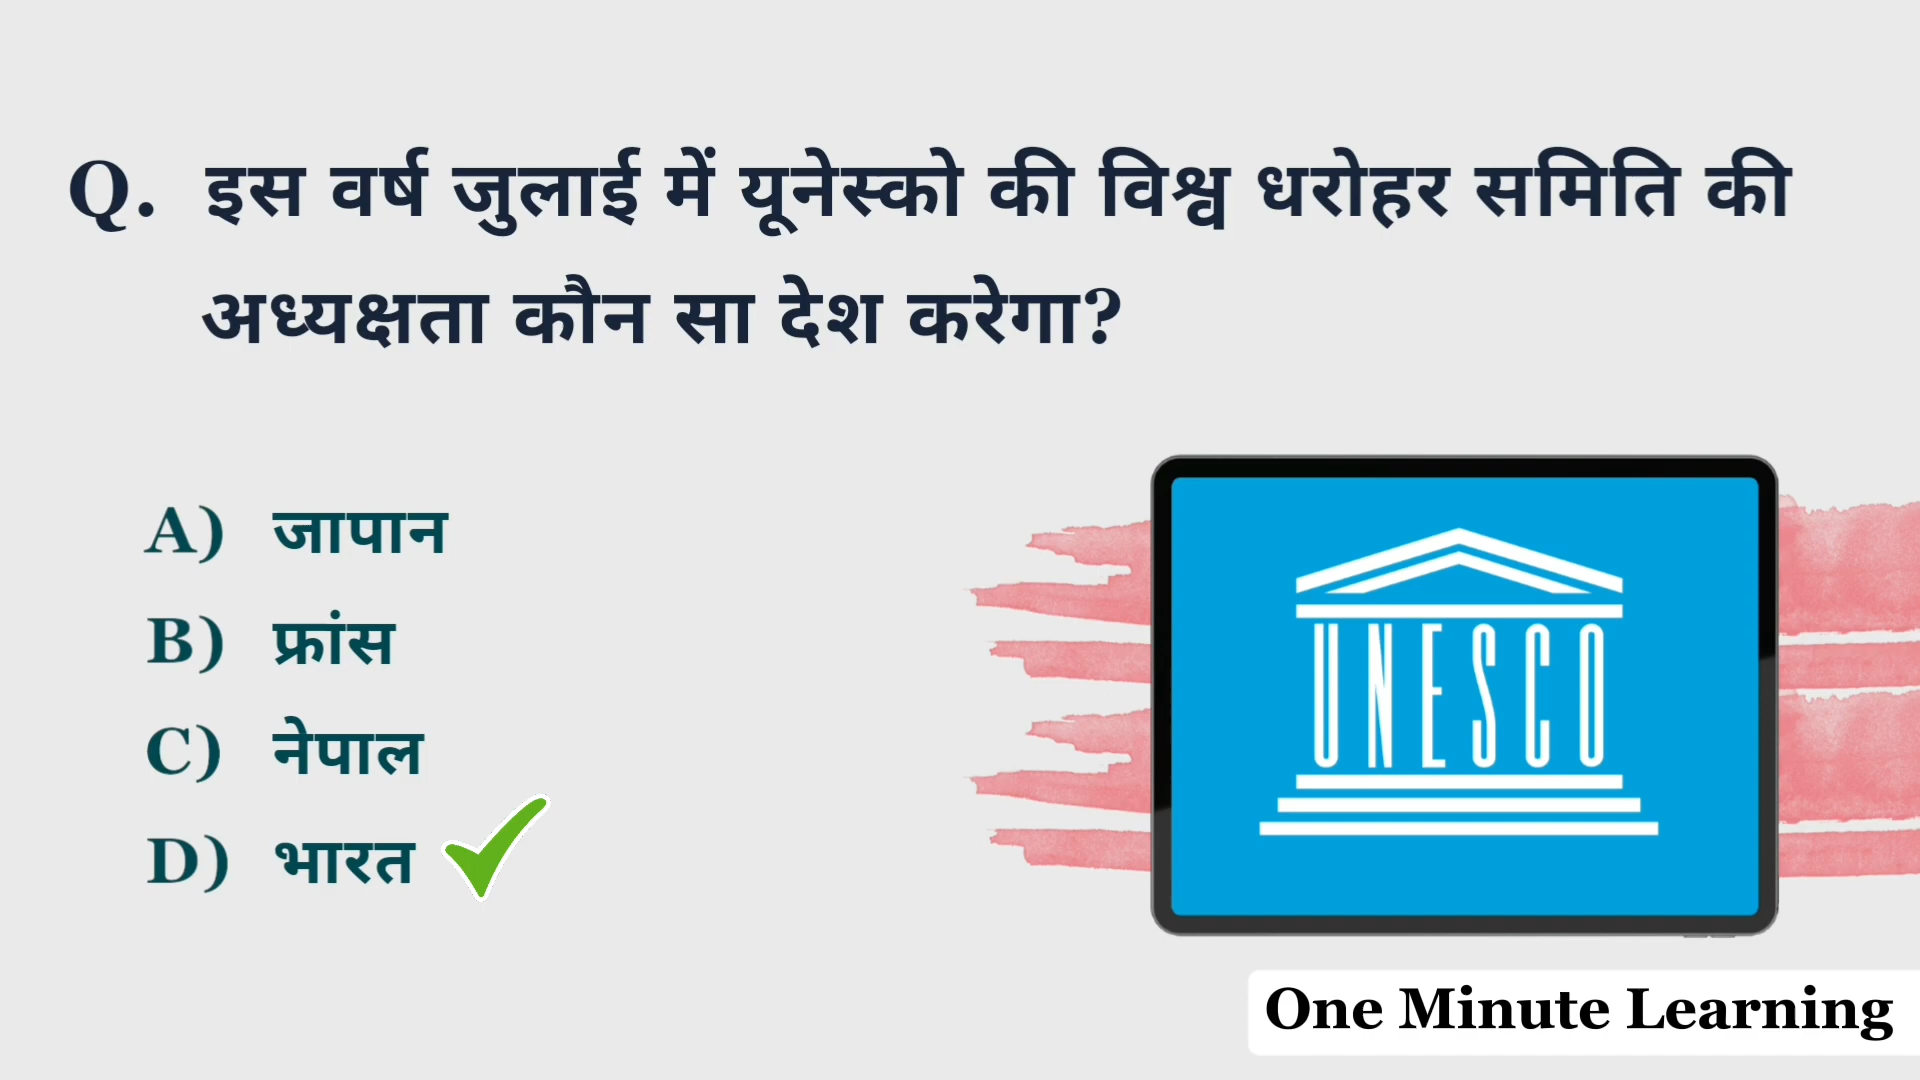 Q. इस वर्ष जुलाई में यूनेस्को की विश्व धरोहर समिति की
अध्यक्षता कौन सा देश करेगा?
A) जापान
B) फ्रांस
C) नेपाल
D) भारत
UNESCO
One Minute Learning